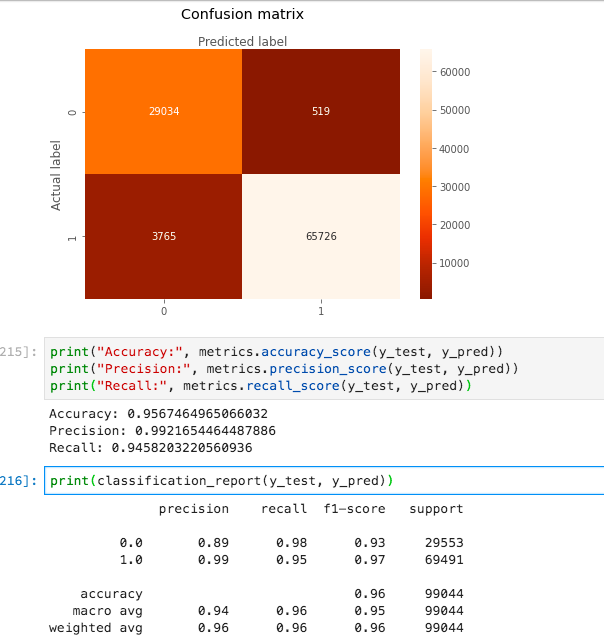 Confusion matrix
Predicted label
Actual label
0
29034
519
1
3765
65726
0
1
60000
50000
40000
30000
20000
10000
215]:
print("Accuracy:", metrics.accuracy_score(y_test, y_pred))
print("Precision:", metrics.precision_score(y_test, y_pred))
print("Recall:", metrics.recall_score(y_test, y_pred))
Accuracy: 0.9567464965066032
Precision: 0.9921654464487886
Recall: 0.9458203220560936
216]:
print(classification_report(y_test, y_pred))
precision recall f1-score support
0.0 0.89 0.98 0.93 29553
1.0 0.99 0.95 0.97 69491
accuracy 0.96 99044
macro avg 0.94 0.96 0.95 99044
weighted avg 0.96 0.96 0.96 99044